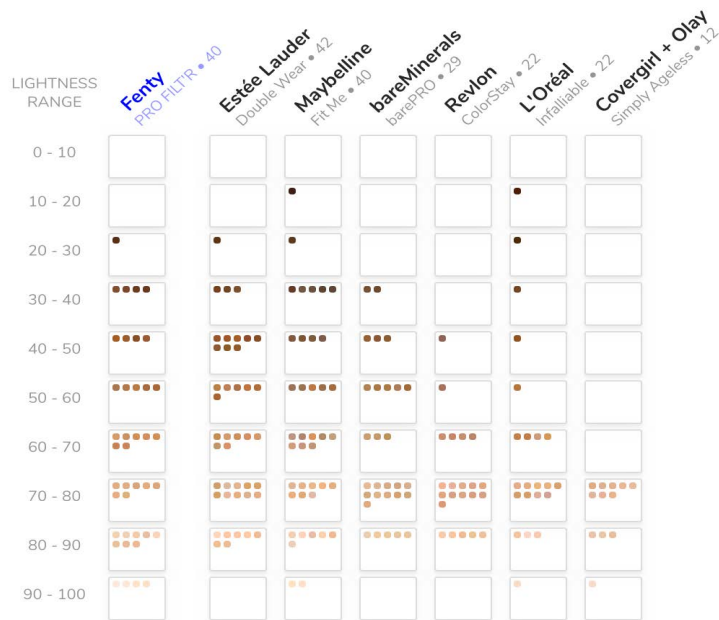 LIGHTNESS
RANGE
Fenty
PRO FILT'R • 40
Estée Lauder
Double Wear • 42
Maybelline
Fit Me • 40
bareMinerals
barePRO • 29
Revlon
ColorStay • 22
L'Oréal
Infalliable • 22
Covergirl + Olay
Simply Ageless • 12
0 - 10
10 - 20
20 - 30
30 - 40
40 - 50
50 - 60
60 - 70
70 - 80
80 - 90
90 - 100